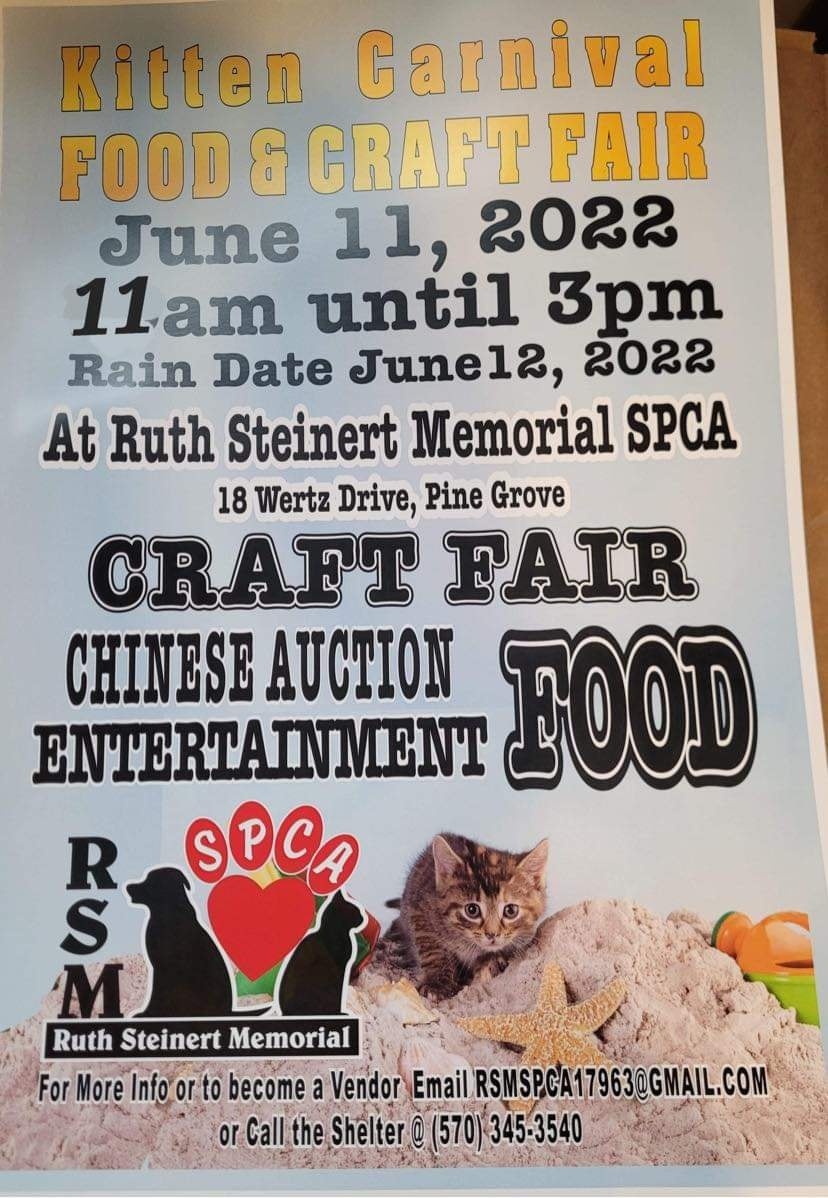 Kitten Carnival
FOOD & CRAFT FAIR
June 11, 2022
11am until 3pm
Rain Date June12, 2022
At Ruth Steinert Memorial SPCA
18 Wertz Drive, Pine Grove
CRAFT FAIR
CHINESE AUCTION
ENTERTAINMENT
FOOD
SPCA
RSM
Ruth Steinert Memorial
For More Info or to become a Vendor Email RSMSPCA17963@GMAIL.COM
or Call the Shelter @ (570) 345-3540